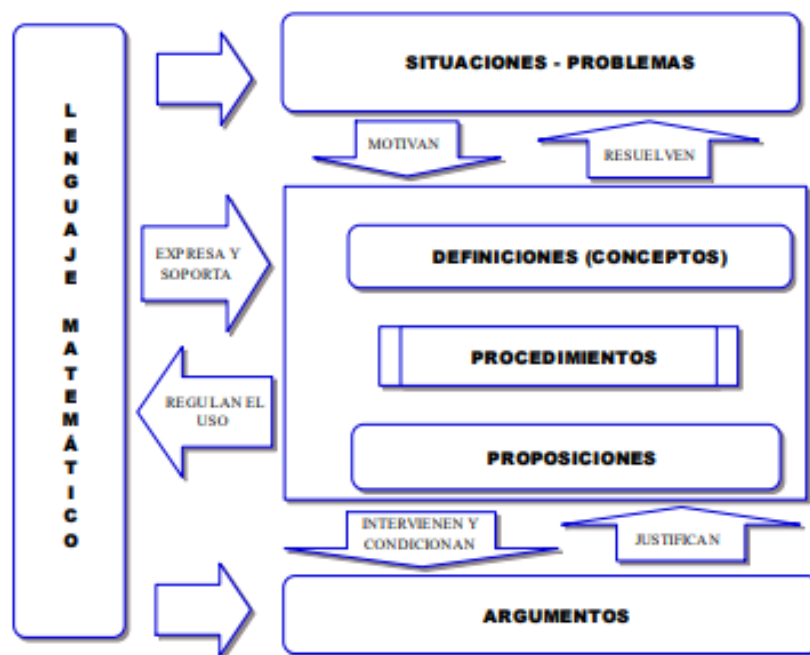 LENGUAJE MATEMÁTICO
SITUACIONES - PROBLEMAS
MOTIVAN
RESUELVEN
EXPRESA Y
SOPORTA
DEFINICIONES (CONCEPTOS)
PROCEDIMIENTOS
REGULAN EL
USO
PROPOSICIONES
INTERVIENEN Y
CONDICIONAN
JUSTIFICAN
ARGUMENTOS